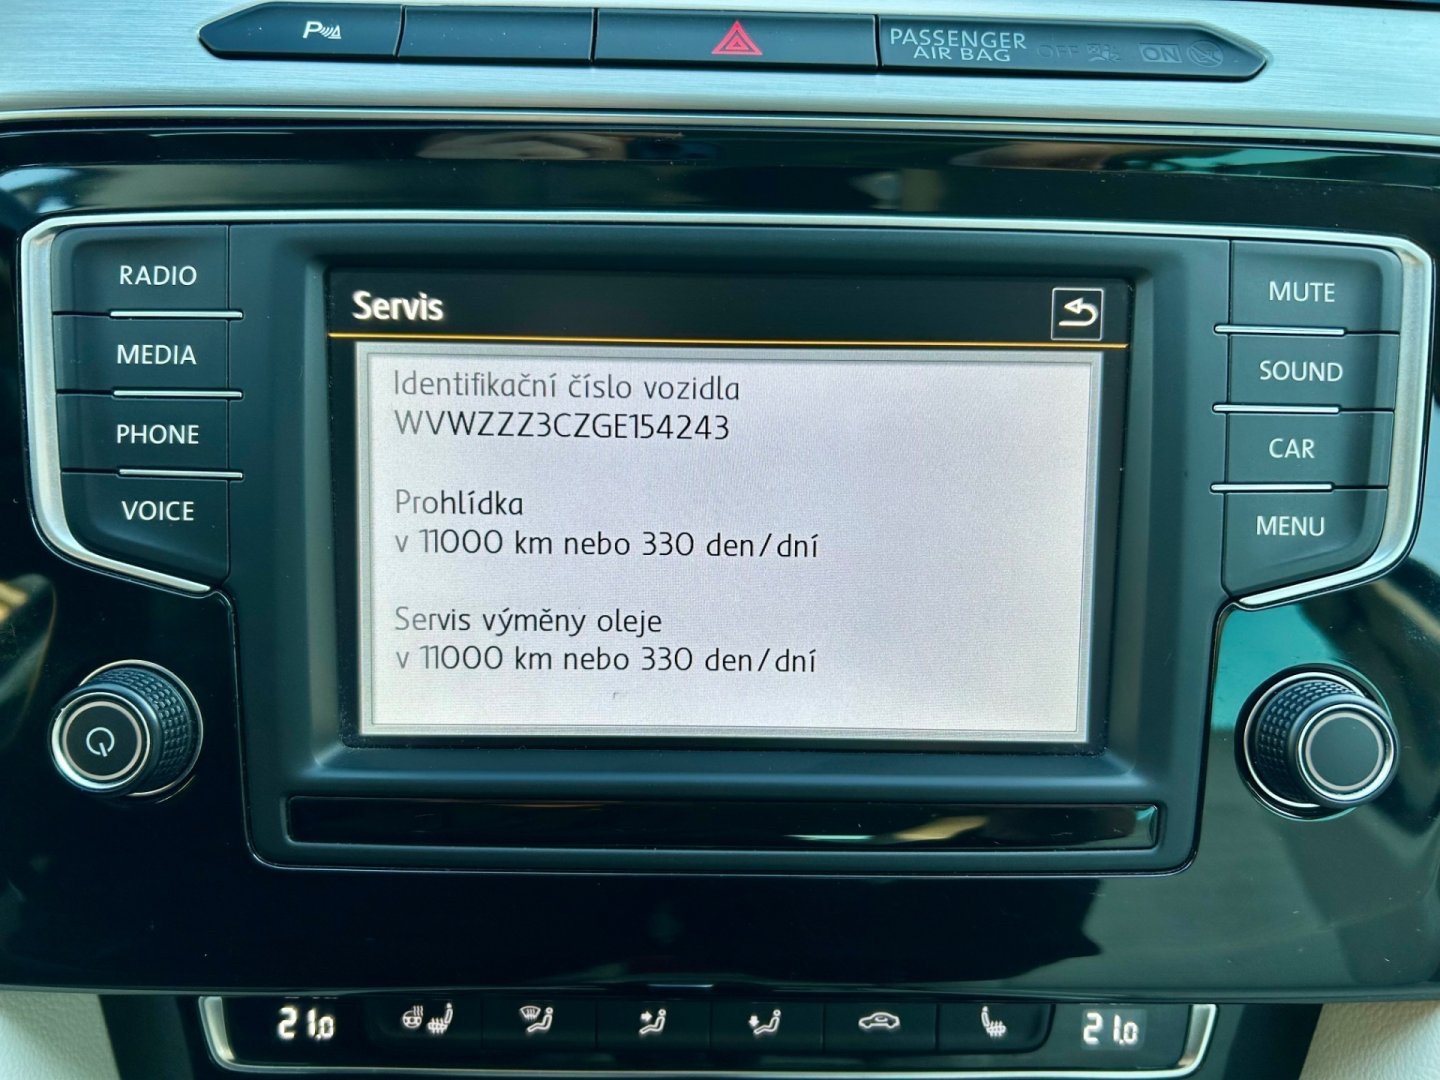 P
PASSENGER
AIR BAG
OFF ON
RADIO
MEDIA
PHONE
VOICE
Servis
Identifikační číslo vozidla
WVWZZZ3CZGE154243
Prohlídka
v 11000 km nebo 330 den/dní
Servis výměny oleje
v 11000 km nebo 330 den/dní
MUTE
SOUND
CAR
MENU
21.0
21.0